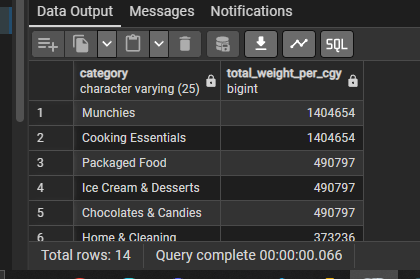 Data Output Messages Notifications
SQL
category total_weight_per_cgy
character varying (25) bigint
1 Munchies 1404654
2 Cooking Essentials 1404654
3 Packaged Food 490797
4 Ice Cream & Desserts 490797
5 Chocolates & Candies 490797
6 Home & Cleaning 373236
Total rows: 14 Query complete 00:00:00.066